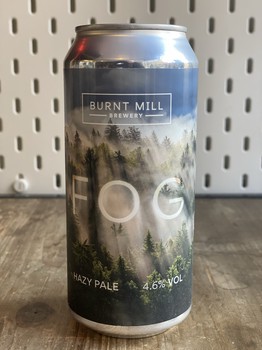 BURNT MILL
BREWERY
FOG
HAZY PALE 4.6% VOL